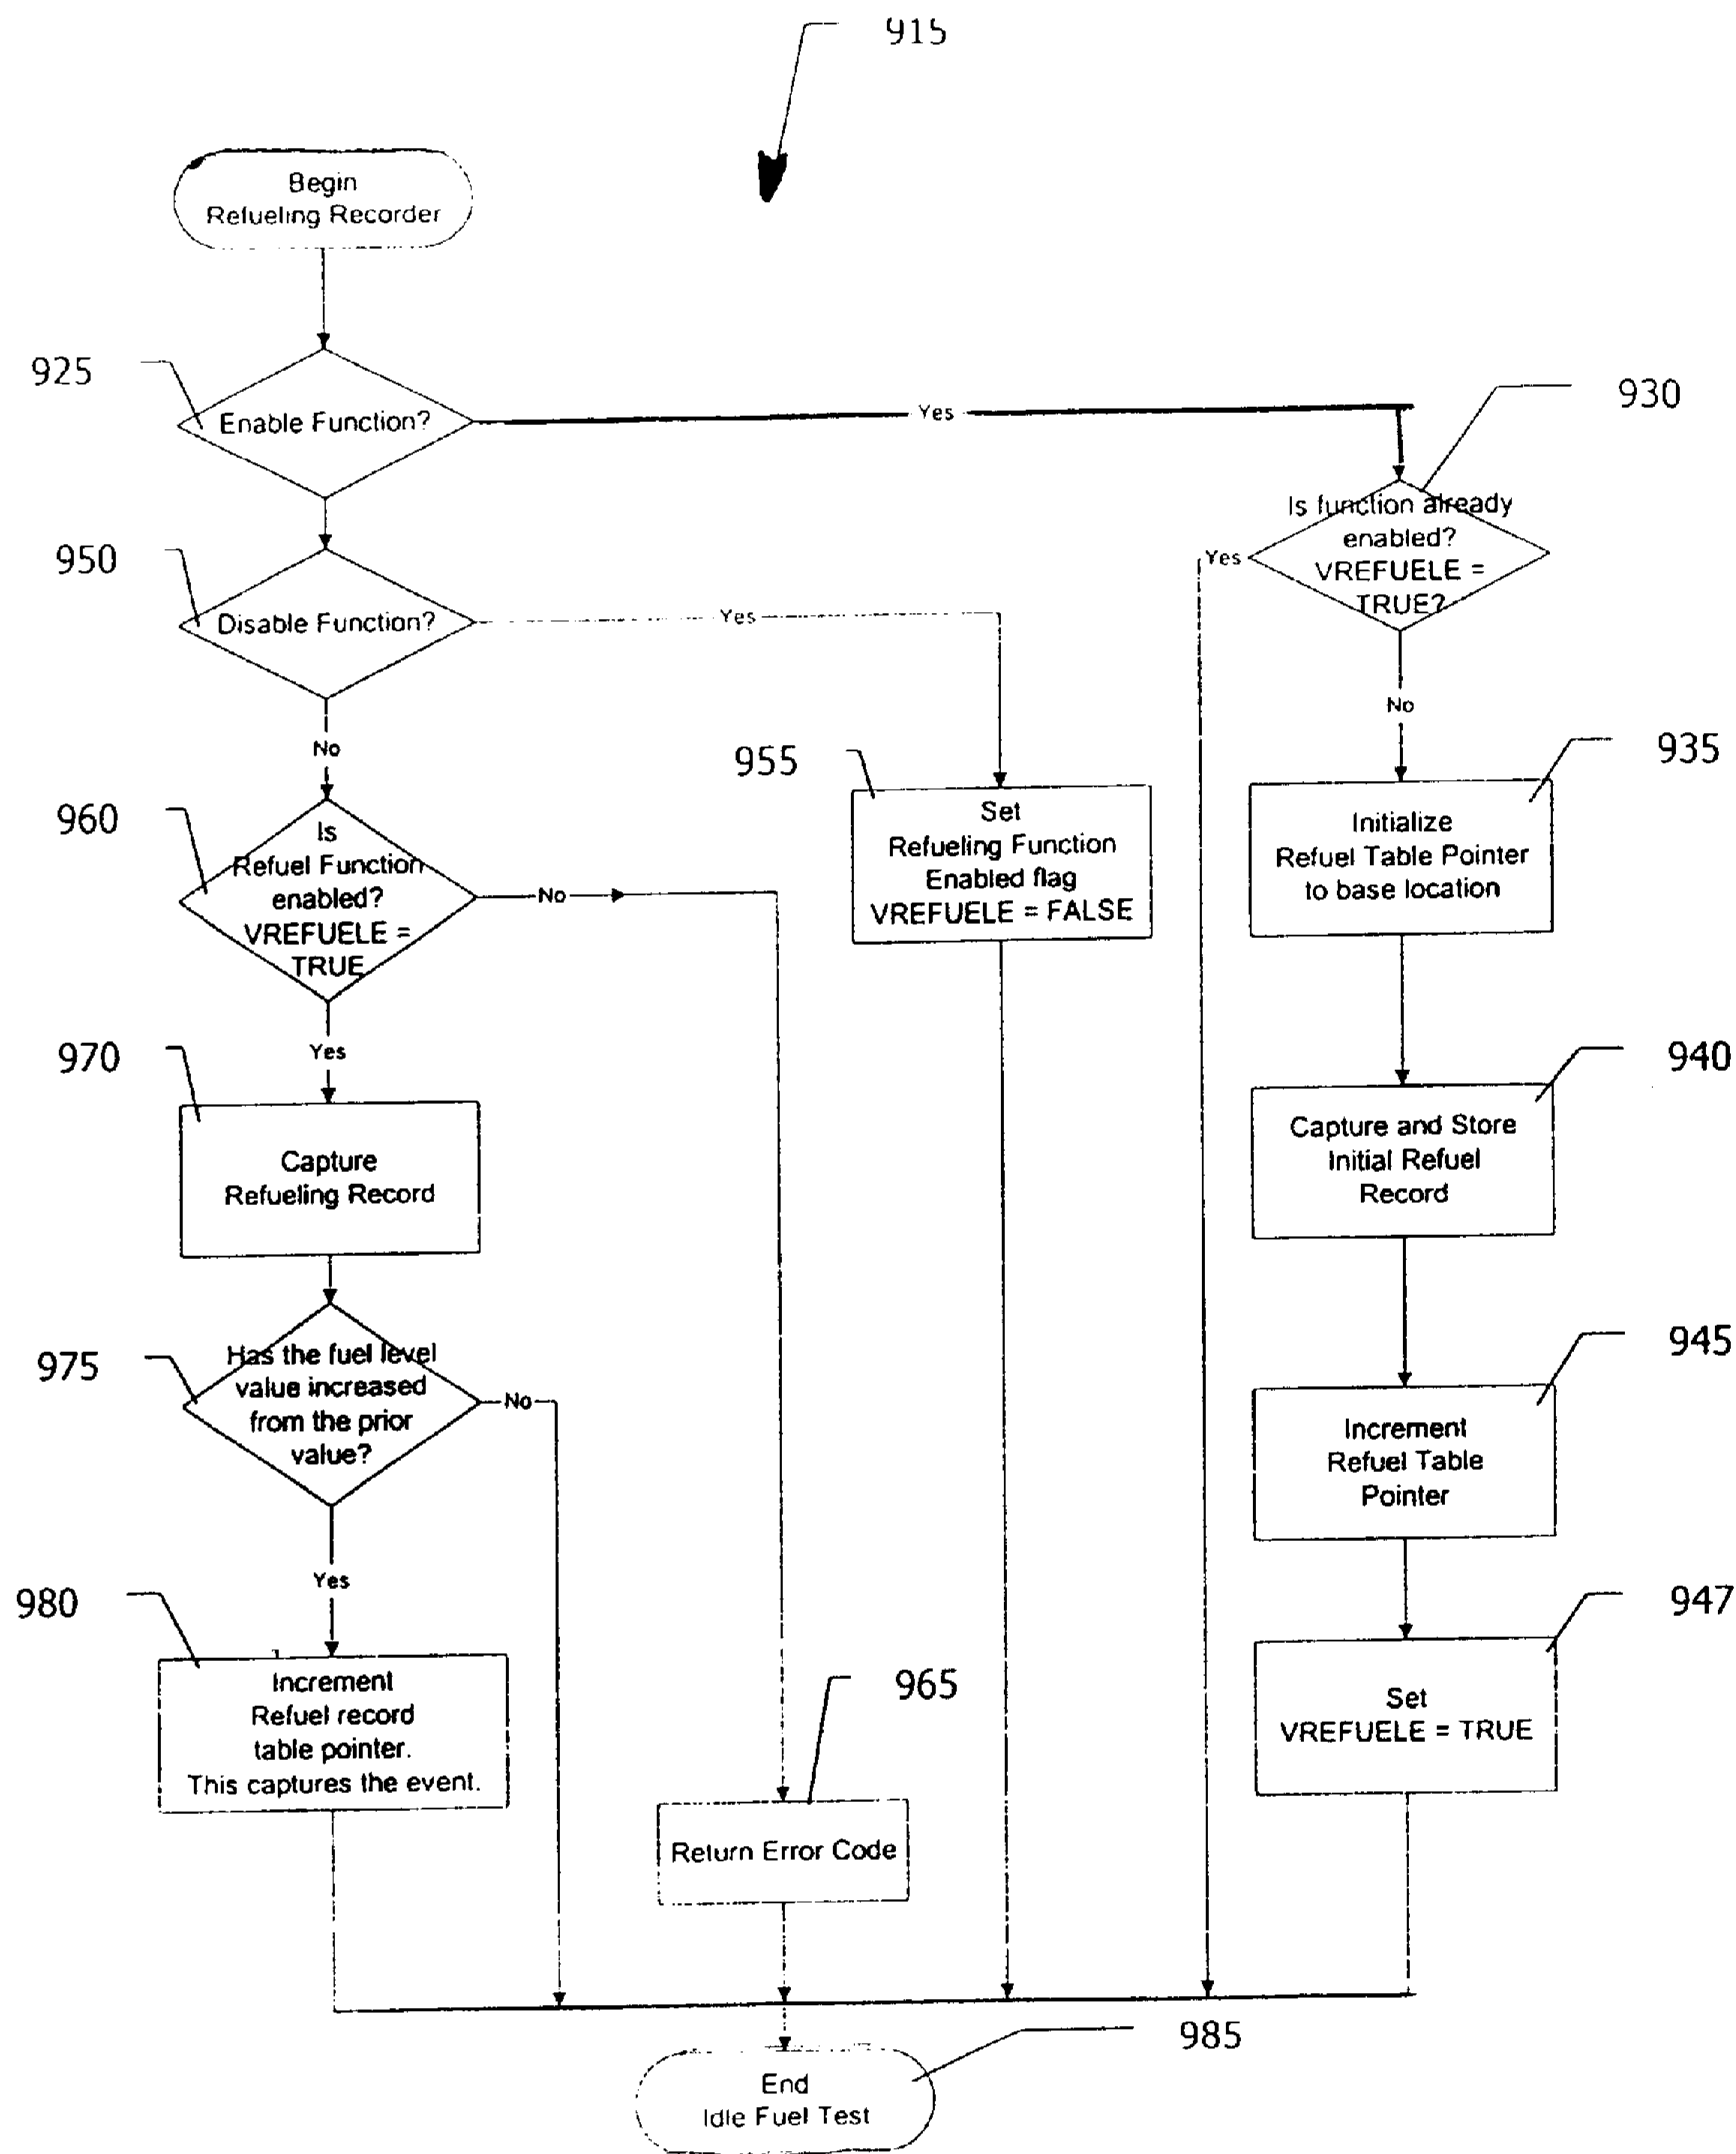 915
Begin
Refueling Recorder
925
Enable Function?
Yes
930
Is function already
enabled?
VREFUELE =
TRUE?
Yes
No
950
Disable Function?
Yes
No
955
Set
Refueling Function
Enabled flag
VREFUELE = FALSE
935
Initialize
Refuel Table Pointer
to base location
960
Is
Refuel Function
enabled?
VREFUELE =
TRUE
No
Yes
970
Capture
Refueling Record
940
Capture and Store
Initial Refuel
Record
975
Has the fuel level
value increased
from the prior
value?
No
Yes
945
Increment
Refuel Table
Pointer
980
Increment
Refuel record
table pointer.
This captures the event.
965
Return Error Code
947
Set
VREFUELE = TRUE
985
End
Idle Fuel Test